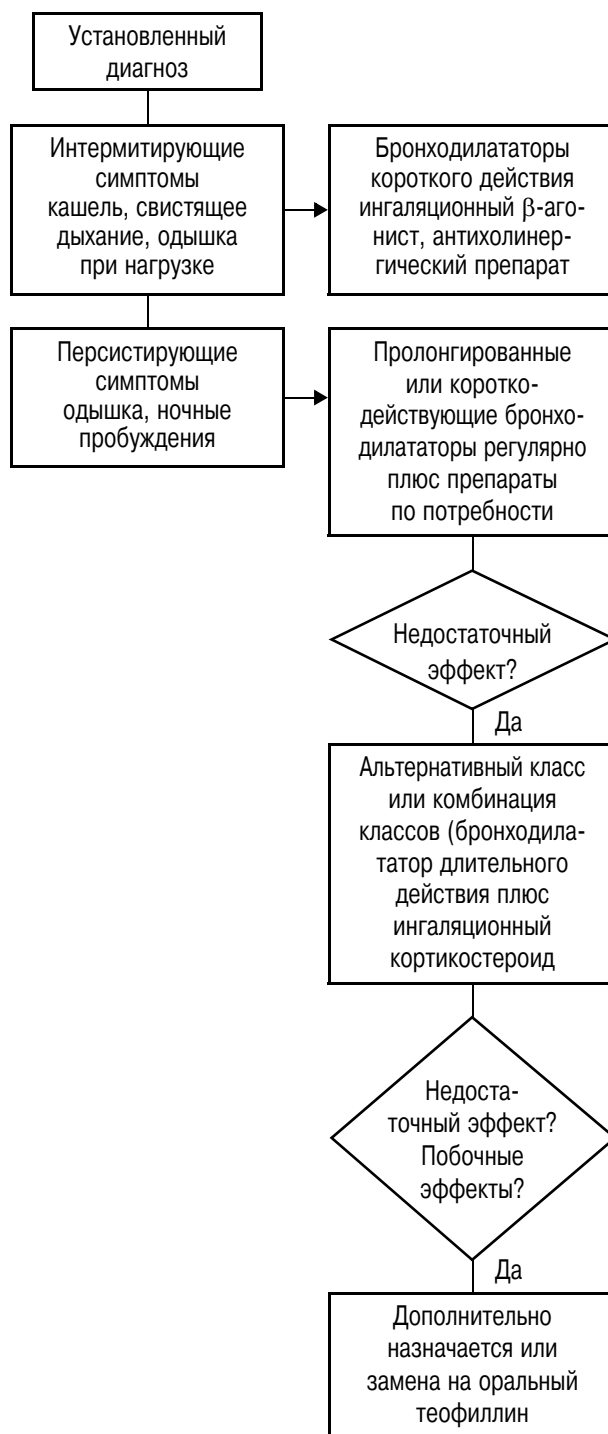 Установленный
диагноз
Интермитирующие
симптомы
кашель, свистящее
дыхание, одышка
при нагрузке
Бронходилататоры
короткого действия
ингаляционный β-аго-
нист, антихолинер-
гический препарат
Персистирующие
симптомы
одышка, ночные
пробуждения
Пролонгированные
или коротко-
действующие бронхо-
дилататоры регулярно
плюс препараты
по потребности
Недостаточный
эффект?
Да
Альтернативный класс
или комбинация
классов (бронходила-
татор длительного
действия плюс
ингаляционный
кортикостероид
Недоста-
точный эффект?
Побочные
эффекты?
Да
Дополнительно
назначается или
замена на оральный
теофиллин